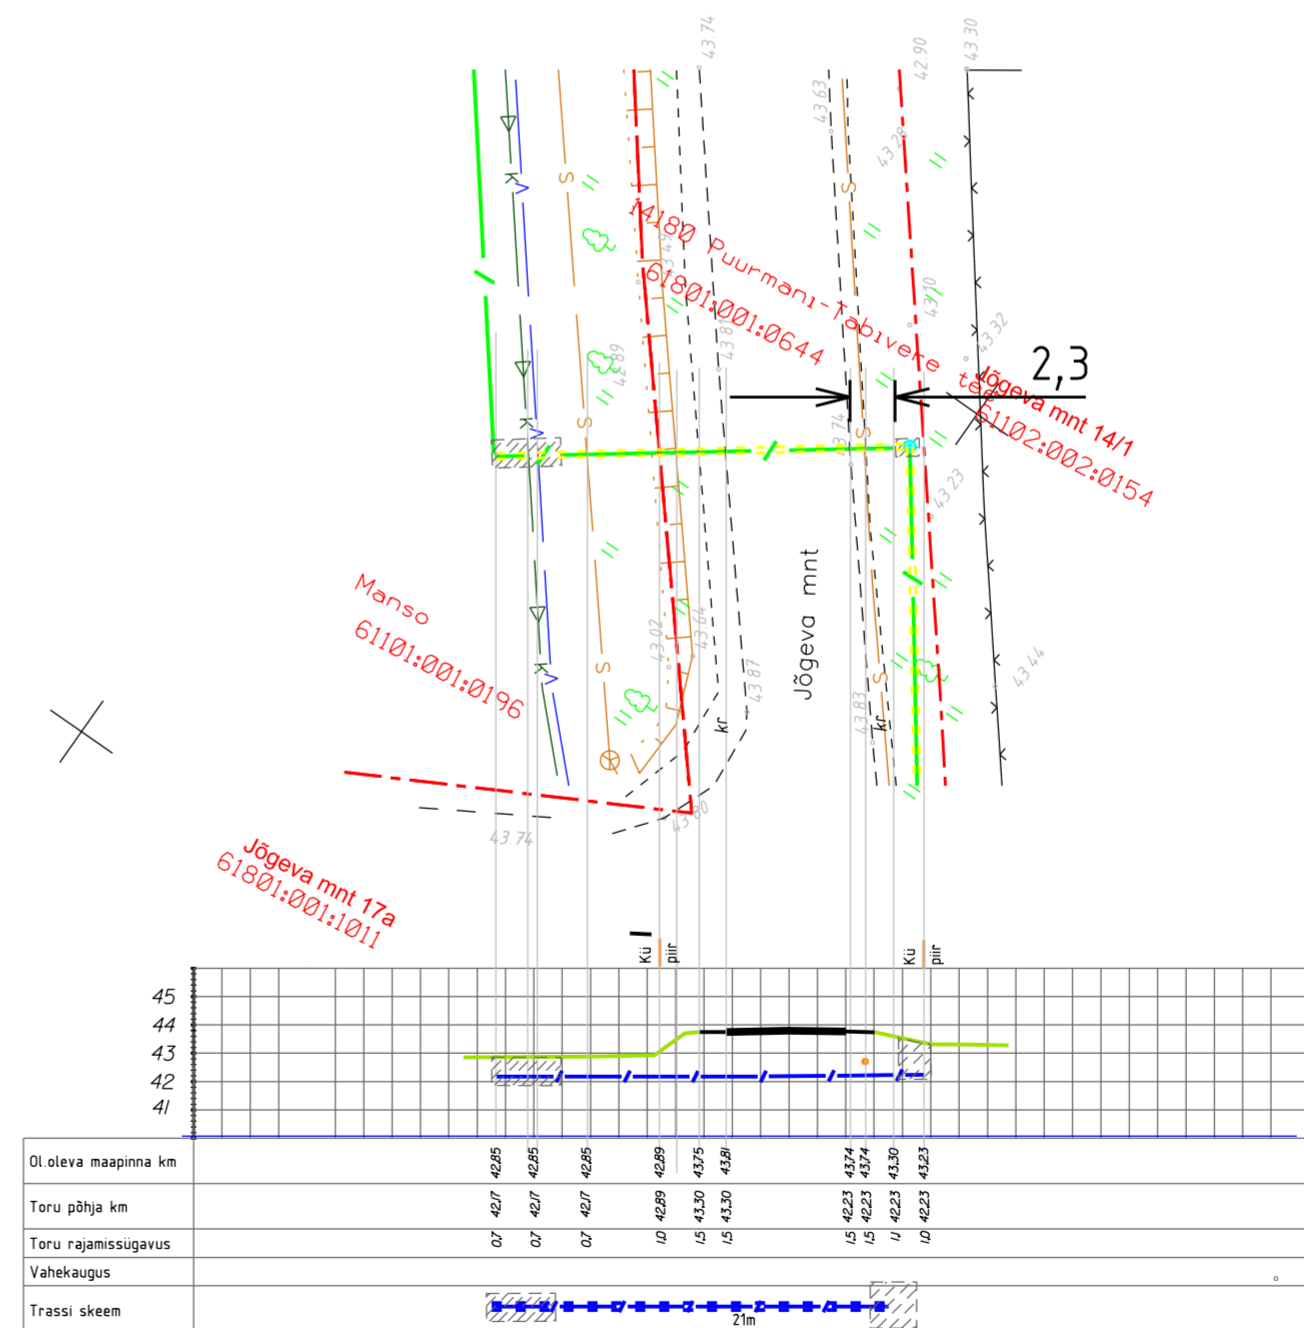 43.74
42.90
43.30
43.63
43.29
K
V
S
S
14180 Puurmani-Tabivere tee
61801:001:0644
43.49
43.10
43.32
43.81
42.89
2,3
Jõgeva mnt 14/1
61102:002:0154
K
V
S
S
43.74
43.23
Jõgeva mnt
Manso
61101:001:0196
43.02
43.64
43.87
43.44
K
V
S
S
43.83
kr
kr
43.80
43.74
Jõgeva mnt 17a
61801:001:1011
Kü
piir
Kü
piir
45
44
43
42
41
Ol.oleva maapinna km 42,85 42,85 42,85 42,89 43,75 43,81 43,74 43,74 43,30 43,23
Toru põhja km 42,17 42,17 42,17 42,89 43,30 43,30 42,23 42,23 42,23 42,23
Toru rajamissügavus 0,7 0,7 0,7 1,0 1,5 1,5 1,5 1,5 1,1 1,0
Vahekaugus
Trassi skeem
21m